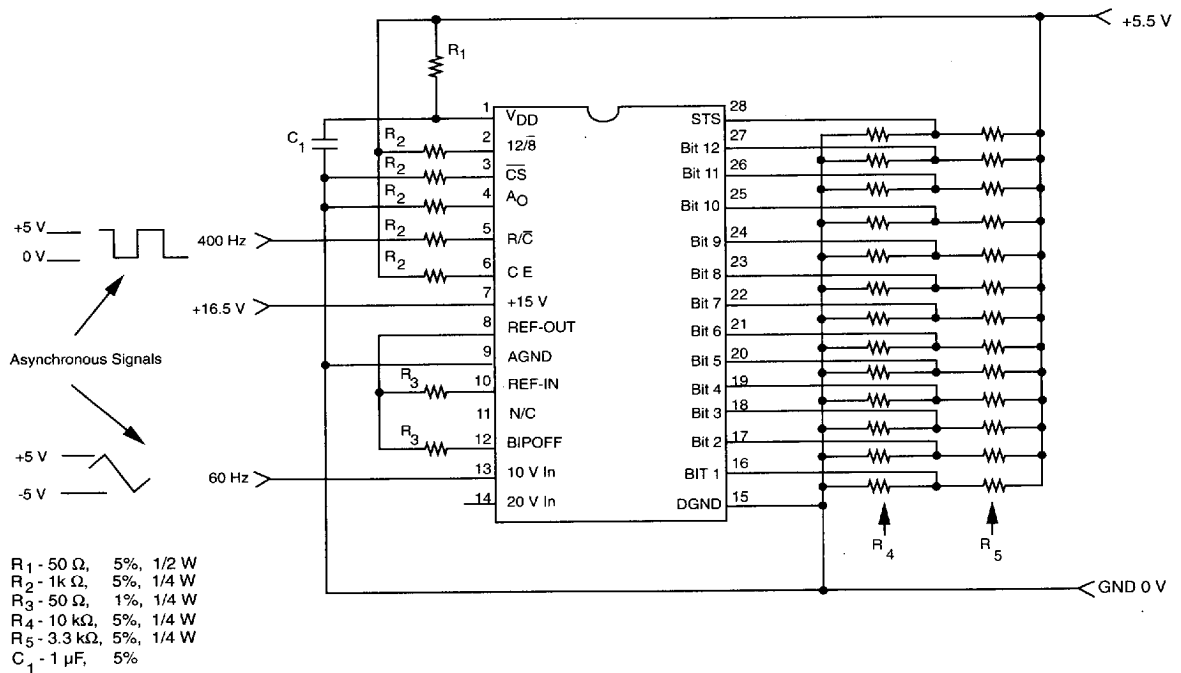 +5.5 V
R1
1
VDD
28
STS
C1
R2
2
12/8̅
27
Bit 12
R2
3
C̅S̅
26
Bit 11
R2
4
AO
25
Bit 10
+5 V
0 V
400 Hz
R2
5
R/C̅
24
Bit 9
R2
6
C E
23
Bit 8
+16.5 V
7
+15 V
22
Bit 7
8
REF-OUT
21
Bit 6
Asynchronous Signals
9
AGND
20
Bit 5
R3
10
REF-IN
19
Bit 4
11
N/C
18
Bit 3
R3
12
BIPOFF
17
Bit 2
+5 V
-5 V
60 Hz
13
10 V In
16
BIT 1
14
20 V In
15
DGND
R4
R5
GND 0 V
R1 - 50 Ω, 5%, 1/2 W
R2 - 1k Ω, 5%, 1/4 W
R3 - 50 Ω, 1%, 1/4 W
R4 - 10 kΩ, 5%, 1/4 W
R5 - 3.3 kΩ, 5%, 1/4 W
C1 - 1 µF, 5%